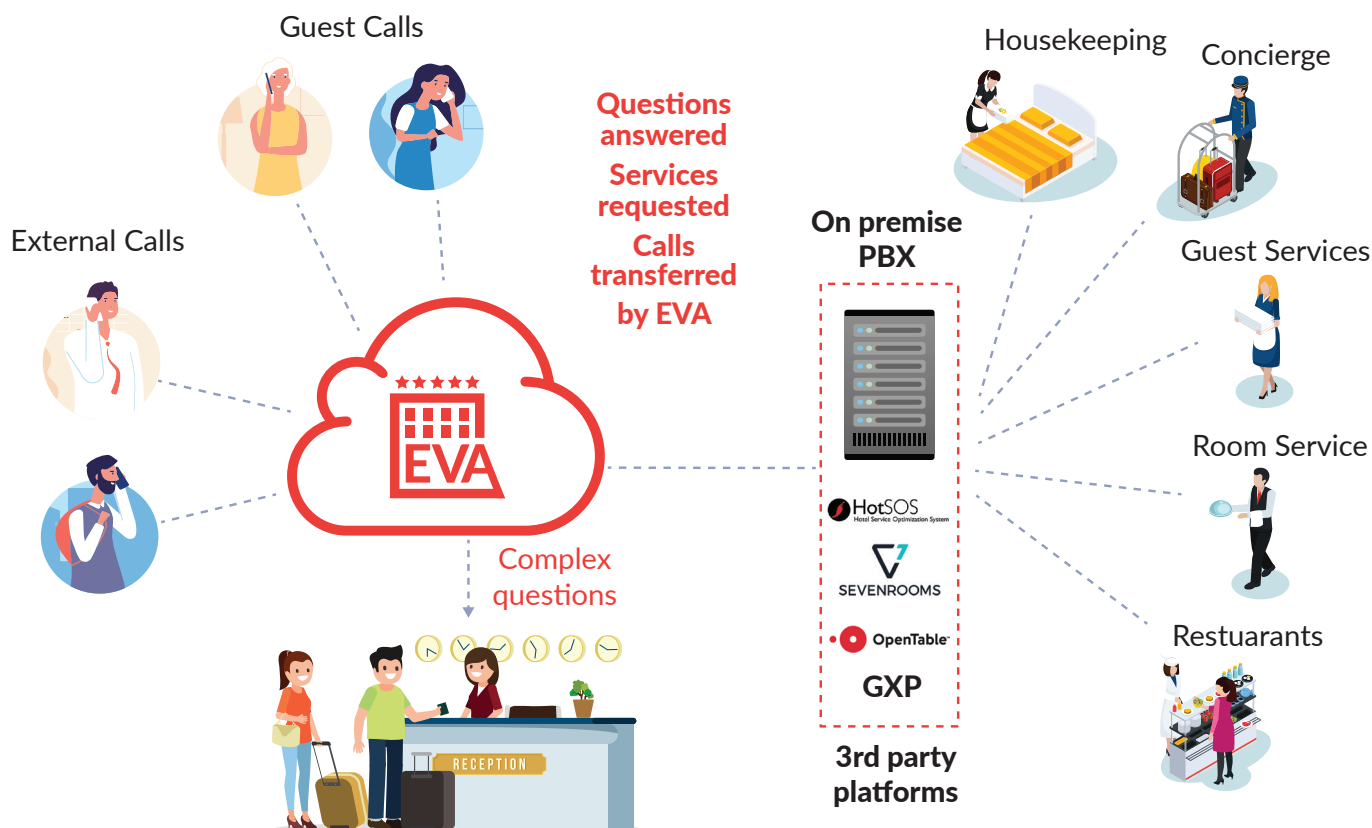 Guest Calls
External Calls
Questions
answered
Services
requested
Calls
transferred
by EVA
EVA
Complex
questions
RECEPTION
On premise
PBX
HotSOS
Hotel Service Optimization System
SEVENROOMS
OpenTable™
GXP
3rd party
platforms
Housekeeping
Concierge
Guest Services
Room Service
Restuarants